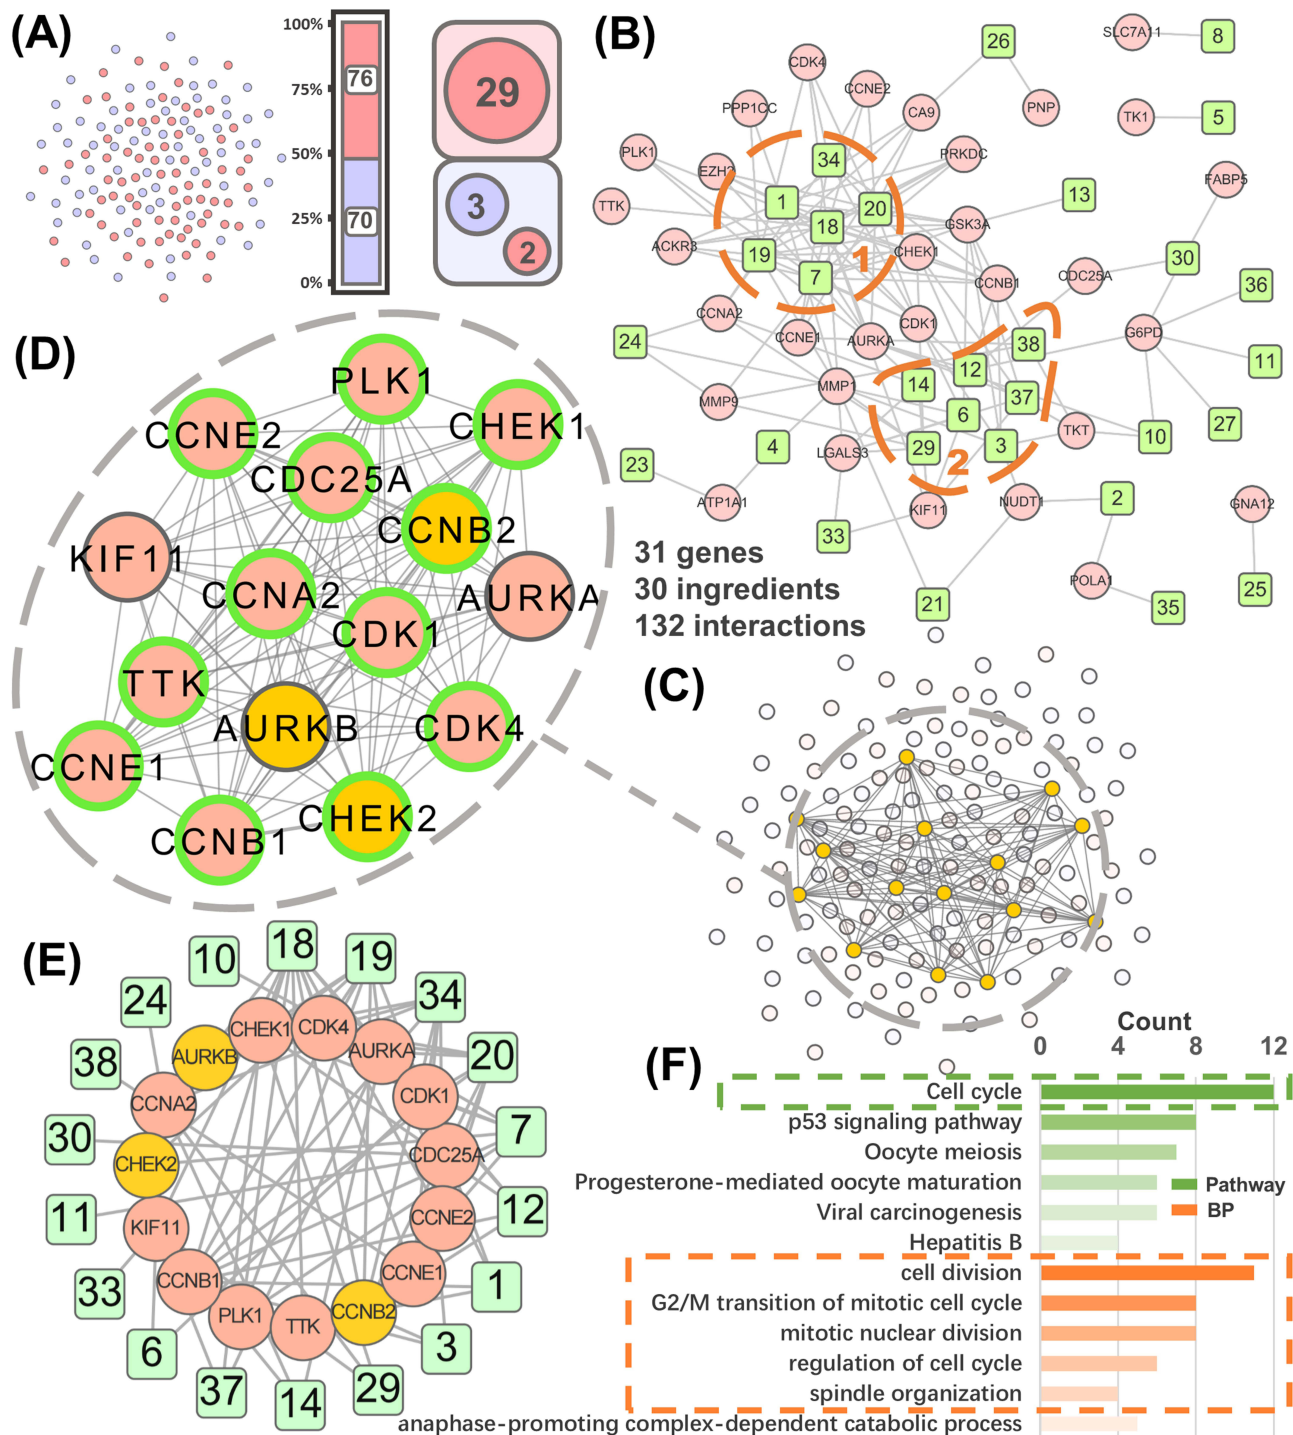 (A)
100%
75%
50%
25%
0%
76
70
29
3
2
(B)
CDK4
CCNE2
PPP1CC
CA9
26
SLC7A11
8
PNP
TK1
5
PLK1
EZH2
PRKDC
FABP5
TTK
34
1
20
18
GSK3A
13
ACKR3
19
7
1
CHEK1
CCNB1
CDC25A
30
36
CCNA2
CCNE1
AURKA
CDK1
38
G6PD
24
11
MMP9
MMP1
14
12
37
6
TKT
10
27
4
LGALS3
29
2
3
23
ATP1A1
KIF11
NUDT1
2
GNA12
33
POLA1
35
25
21
31 genes
30 ingredients
132 interactions
(C)
(D)
PLK1
CCNE2
CHEK1
CDC25A
CCNB2
KIF11
CCNA2
AURKA
CDK1
TTK
AURKB
CDK4
CCNE1
CHEK2
CCNB1
(E)
10
18
19
24
34
38
20
30
7
11
12
33
1
6
3
37
14
29
CHEK1
CDK4
AURKB
AURKA
CCNA2
CDK1
CHEK2
CDC25A
KIF11
CCNE2
CCNB1
CCNE1
PLK1
TTK
CCNB2
(F)
Count
0 4 8 12
Cell cycle
p53 signaling pathway
Oocyte meiosis
Progesterone-mediated oocyte maturation
Viral carcinogenesis
Hepatitis B
cell division
G2/M transition of mitotic cell cycle
mitotic nuclear division
regulation of cell cycle
spindle organization
anaphase-promoting complex-dependent catabolic process
Pathway
BP